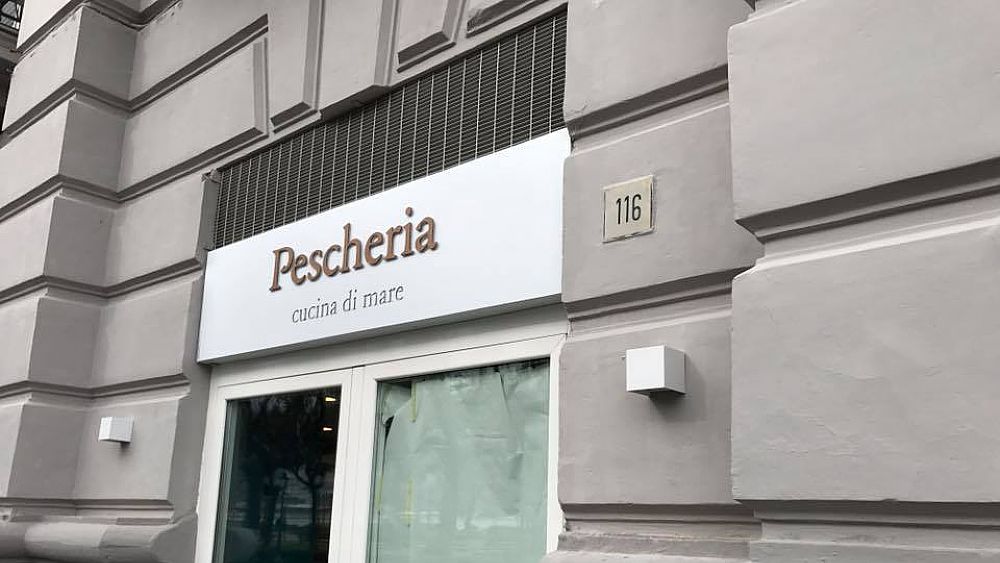 Pescheria
cucina di mare
116